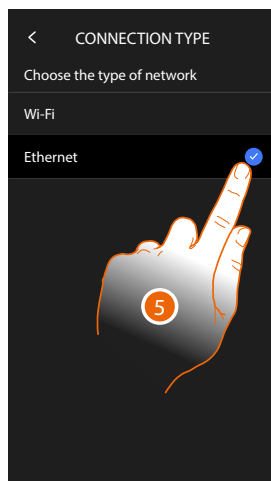 CONNECTION TYPE
Choose the type of network
Wi-Fi
Ethernet
5